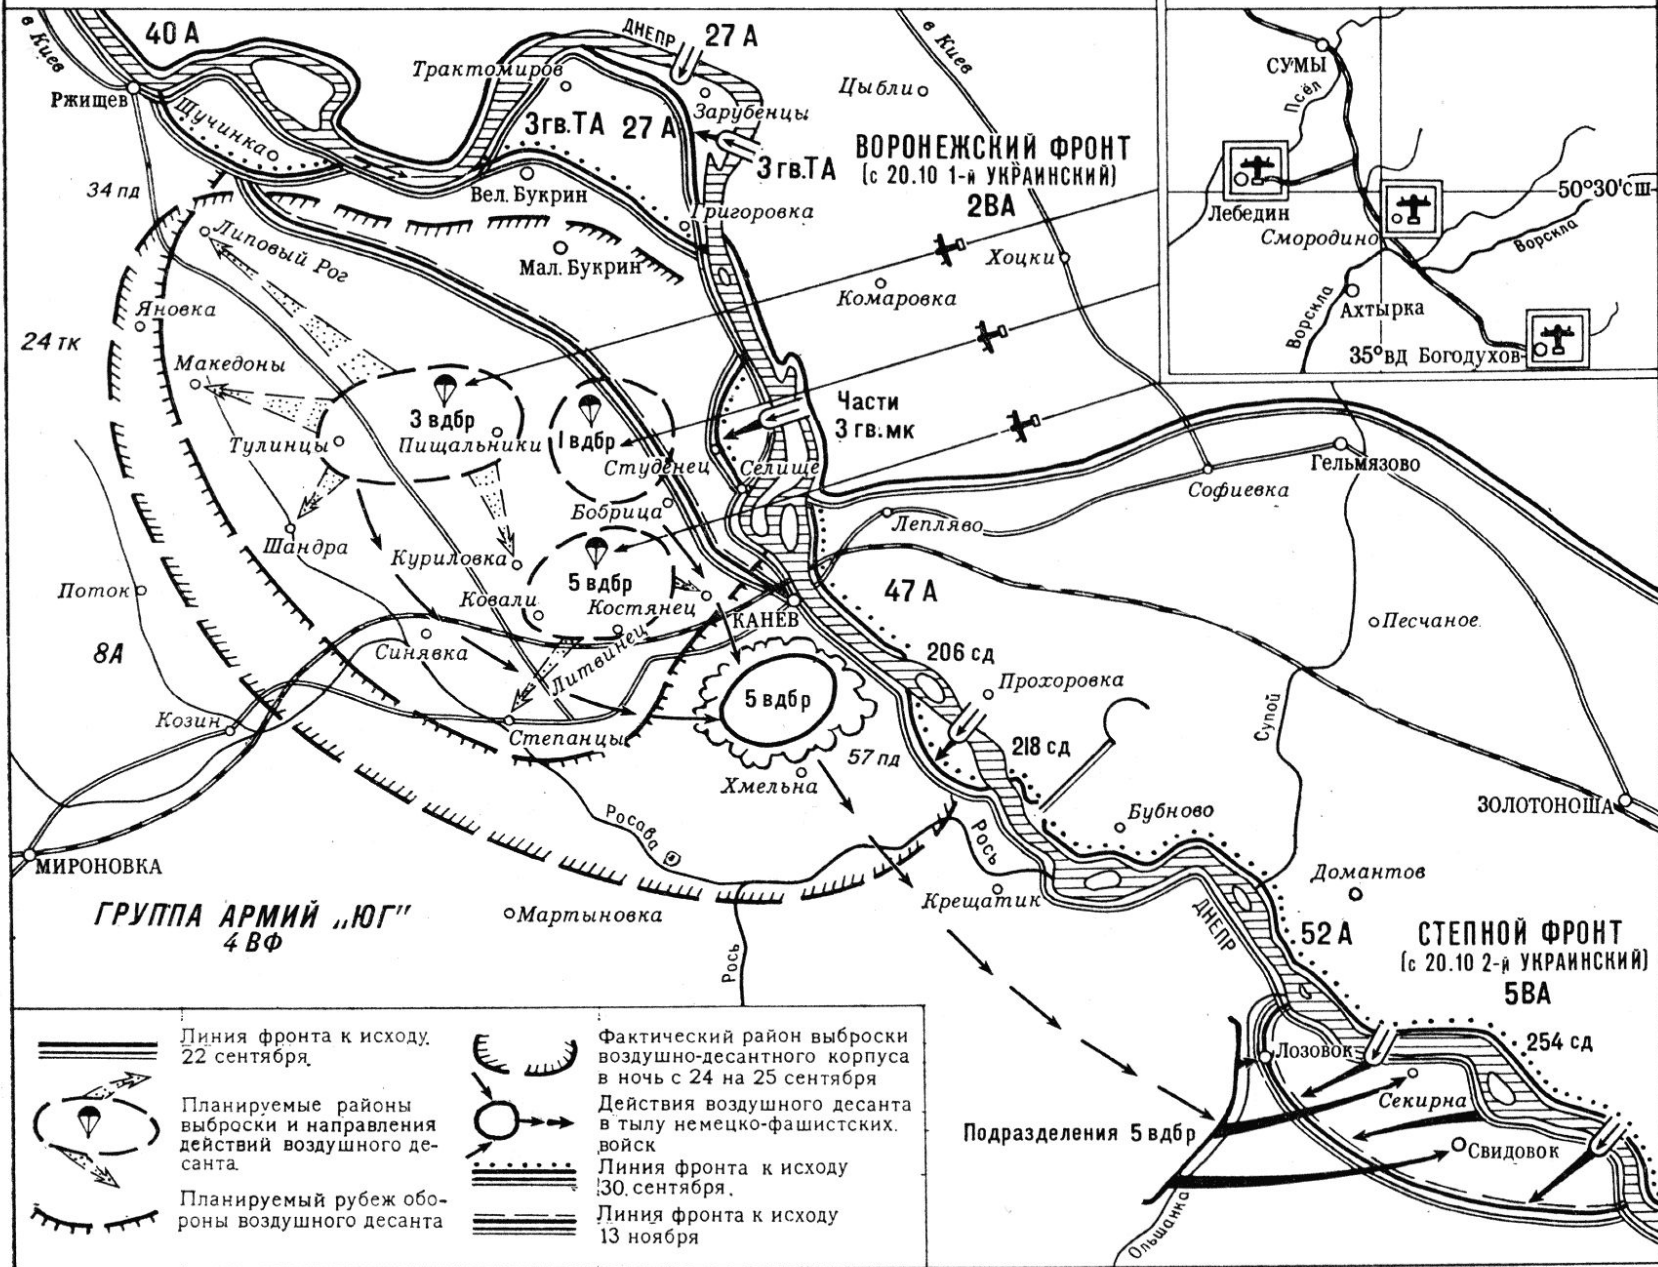 40 А
в Киев
Ржищев
Щучинка
34 пд
Трактомиров
ДНЕПР
27 А
Зарубенцы
3гв.ТА
27 А
3гв.ТА
Вел. Букрин
Григоровка
Мал. Букрин
в Киев
Цыбли
ВОРОНЕЖСКИЙ ФРОНТ
(с 20.10 1-й УКРАИНСКИЙ)
2ВА
Хоцки
Комаровка
СУМЫ
Псёл
Лебедин
50°30'сш
Смородино
Ворскла
Ворскла
Ахтырка
35°вд
Богодухов
Липовый Рог
Яновка
24 тк
Македоны
3 вдбр
Тулинцы
Пищальники
1 вдбр
Студенец
Селище
Части
3 гв.мк
Бобрица
Гельмязово
Софиевка
Лепляво
Шандра
Куриловка
5 вдбр
Ковали
Костянец
Поток
КАНЕВ
47 А
Песчаное
8А
Синявка
Литвинец
206 сд
Прохоровка
5 вдбр
Козин
Степанцы
57 пд
218 сд
Супой
Хмельна
Росава
Рось
Бубново
ЗОЛОТОНОША
МИРОНОВКА
Домантов
Крещатик
ГРУППА АРМИЙ „ЮГ"
4 ВФ
Мартыновка
Рось
ДНЕПР
52 А
СТЕПНОЙ ФРОНТ
(с 20.10 2-й УКРАИНСКИЙ)
5ВА
254 сд
Лозовок
Секирна
Подразделения 5 вдбр
Свидовок
Ольшанка
Линия фронта к исходу
22 сентября.
Планируемые районы
выброски и направления
действий воздушного де-
санта
Планируемый рубеж обо-
роны воздушного десанта
Фактический район выброски
воздушно-десантного корпуса
в ночь с 24 на 25 сентября
Действия воздушного десанта
в тылу немецко-фашистских
войск
Линия фронта к исходу
30 сентября.
Линия фронта к исходу
13 ноября